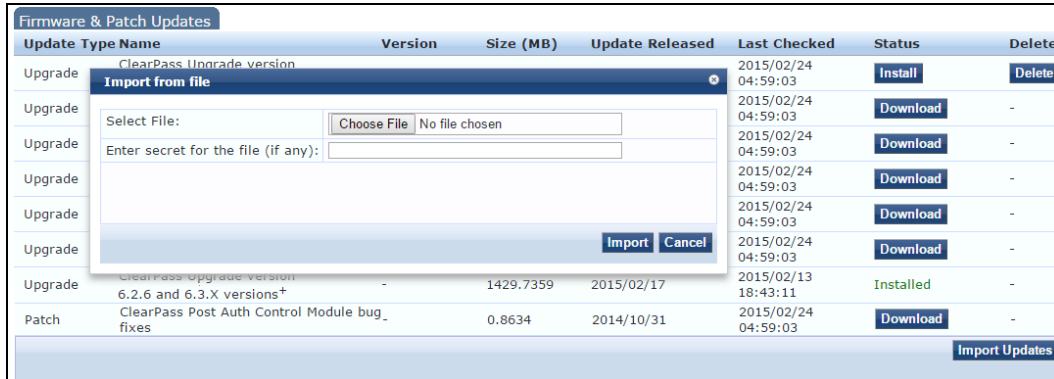 Firmware & Patch Updates
Update Type Name Version Size (MB) Update Released Last Checked Status Delete
ClearPass Upgrade version
Upgrade 2015/02/24 04:59:03 Install Delete
Import from file
Select File: Choose File No file chosen
Enter secret for the file (if any):
Import Cancel
Upgrade 2015/02/24 04:59:03 Download -
Upgrade 2015/02/24 04:59:03 Download -
Upgrade 2015/02/24 04:59:03 Download -
Upgrade 2015/02/24 04:59:03 Download -
Upgrade 2015/02/24 04:59:03 Download -
ClearPass Upgrade version
Upgrade 6.2.6 and 6.3.X versions+ - 1429.7359 2015/02/17 2015/02/13 18:43:11 Installed -
Patch ClearPass Post Auth Control Module bug fixes - 0.8634 2014/10/31 2015/02/24 04:59:03 Download -
Import Updates